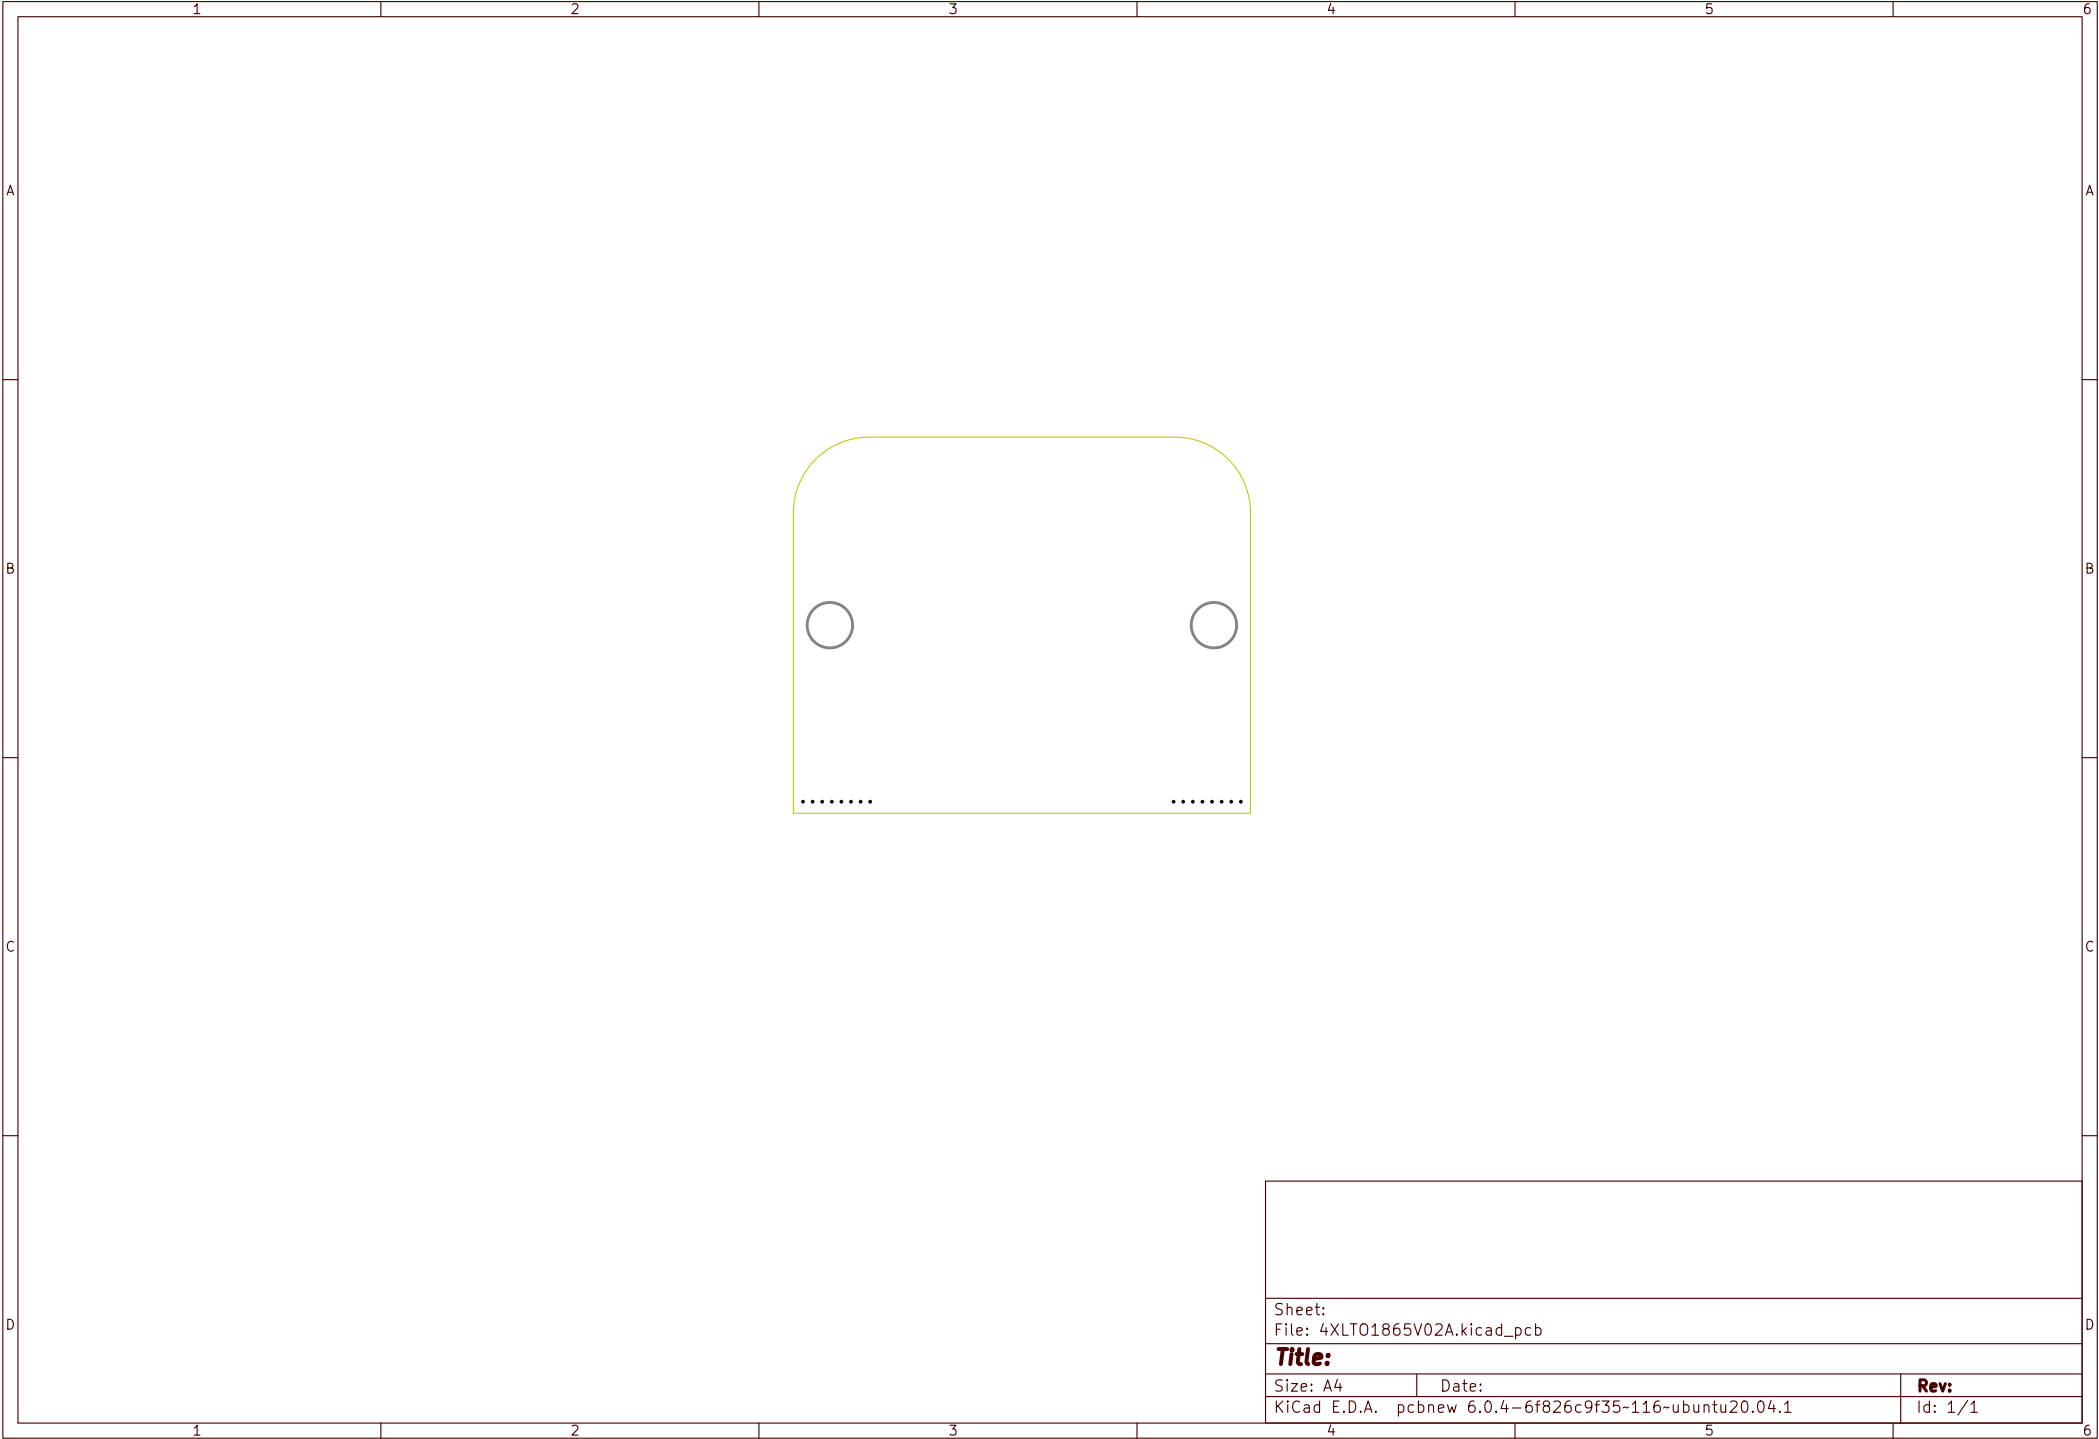 1 2 3 4 5 6
A A
B B
C C
D D
Sheet:
File: 4XLTO1865V02A.kicad_pcb
Title:
Size: A4 Date: Rev:
KiCad E.D.A. pcbnew 6.0.4-6f826c9f35~116~ubuntu20.04.1 Id: 1/1
1 2 3 4 5 6